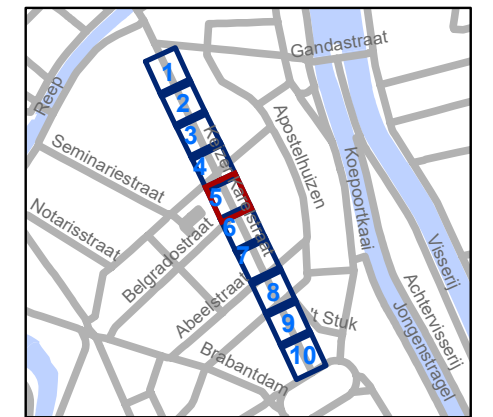 Gandastraat
Reep
1
2
3
4
5
6
7
8
9
10
Keizer Karelstraat
Apostelhuizen
Koepoortkaai
Seminariestraat
Notarisstraat
Belgradostraat
Abeelstraat
Brabantdam
't Stuk
Visserij
Achtervisserij
Jongenstragel